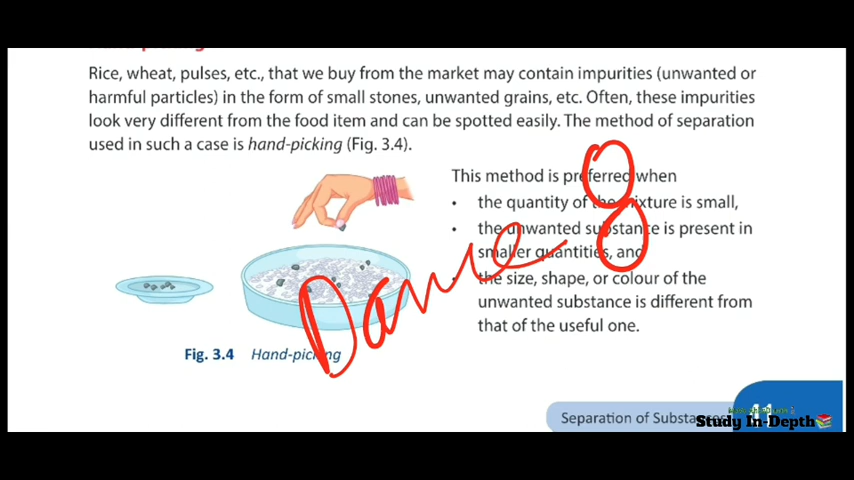 Rice, wheat, pulses, etc., that we buy from the market may contain impurities (unwanted or
harmful particles) in the form of small stones, unwanted grains, etc. Often, these impurities
look very different from the food item and can be spotted easily. The method of separation
used in such a case is hand-picking (Fig. 3.4).
This method is preferred when
• the quantity of the mixture is small,
• the unwanted substance is present in
smaller quantities, and
• the size, shape, or colour of the
unwanted substance is different from
that of the useful one.
8
Fig. 3.4 Hand-picking
Separation of Substances
41
Study In-Depth